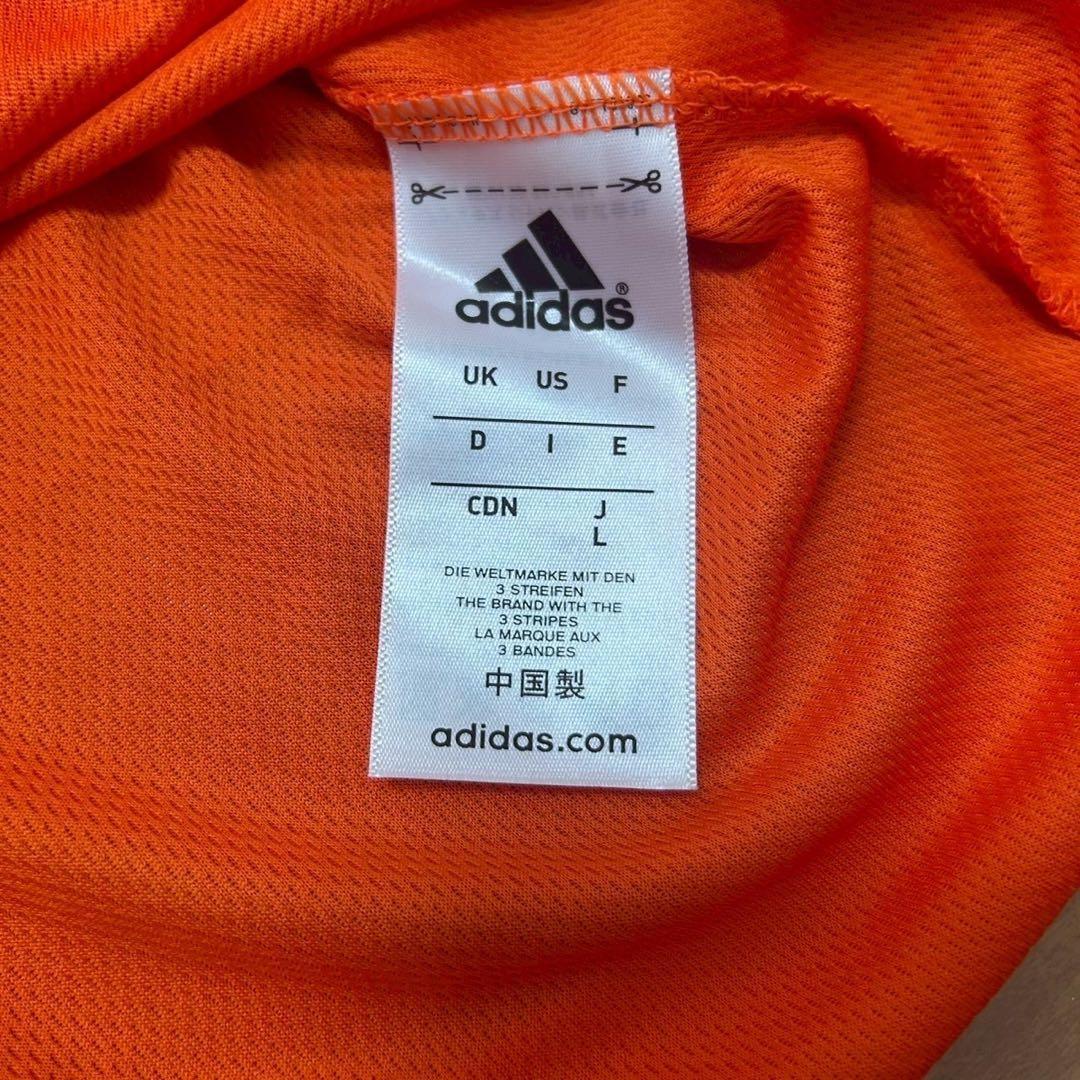 adidas®
UK US F
D I E
CDN J
L
DIE WELTMARKE MIT DEN
3 STREIFEN
THE BRAND WITH THE
3 STRIPES
LA MARQUE AUX
3 BANDES
中国製
adidas.com